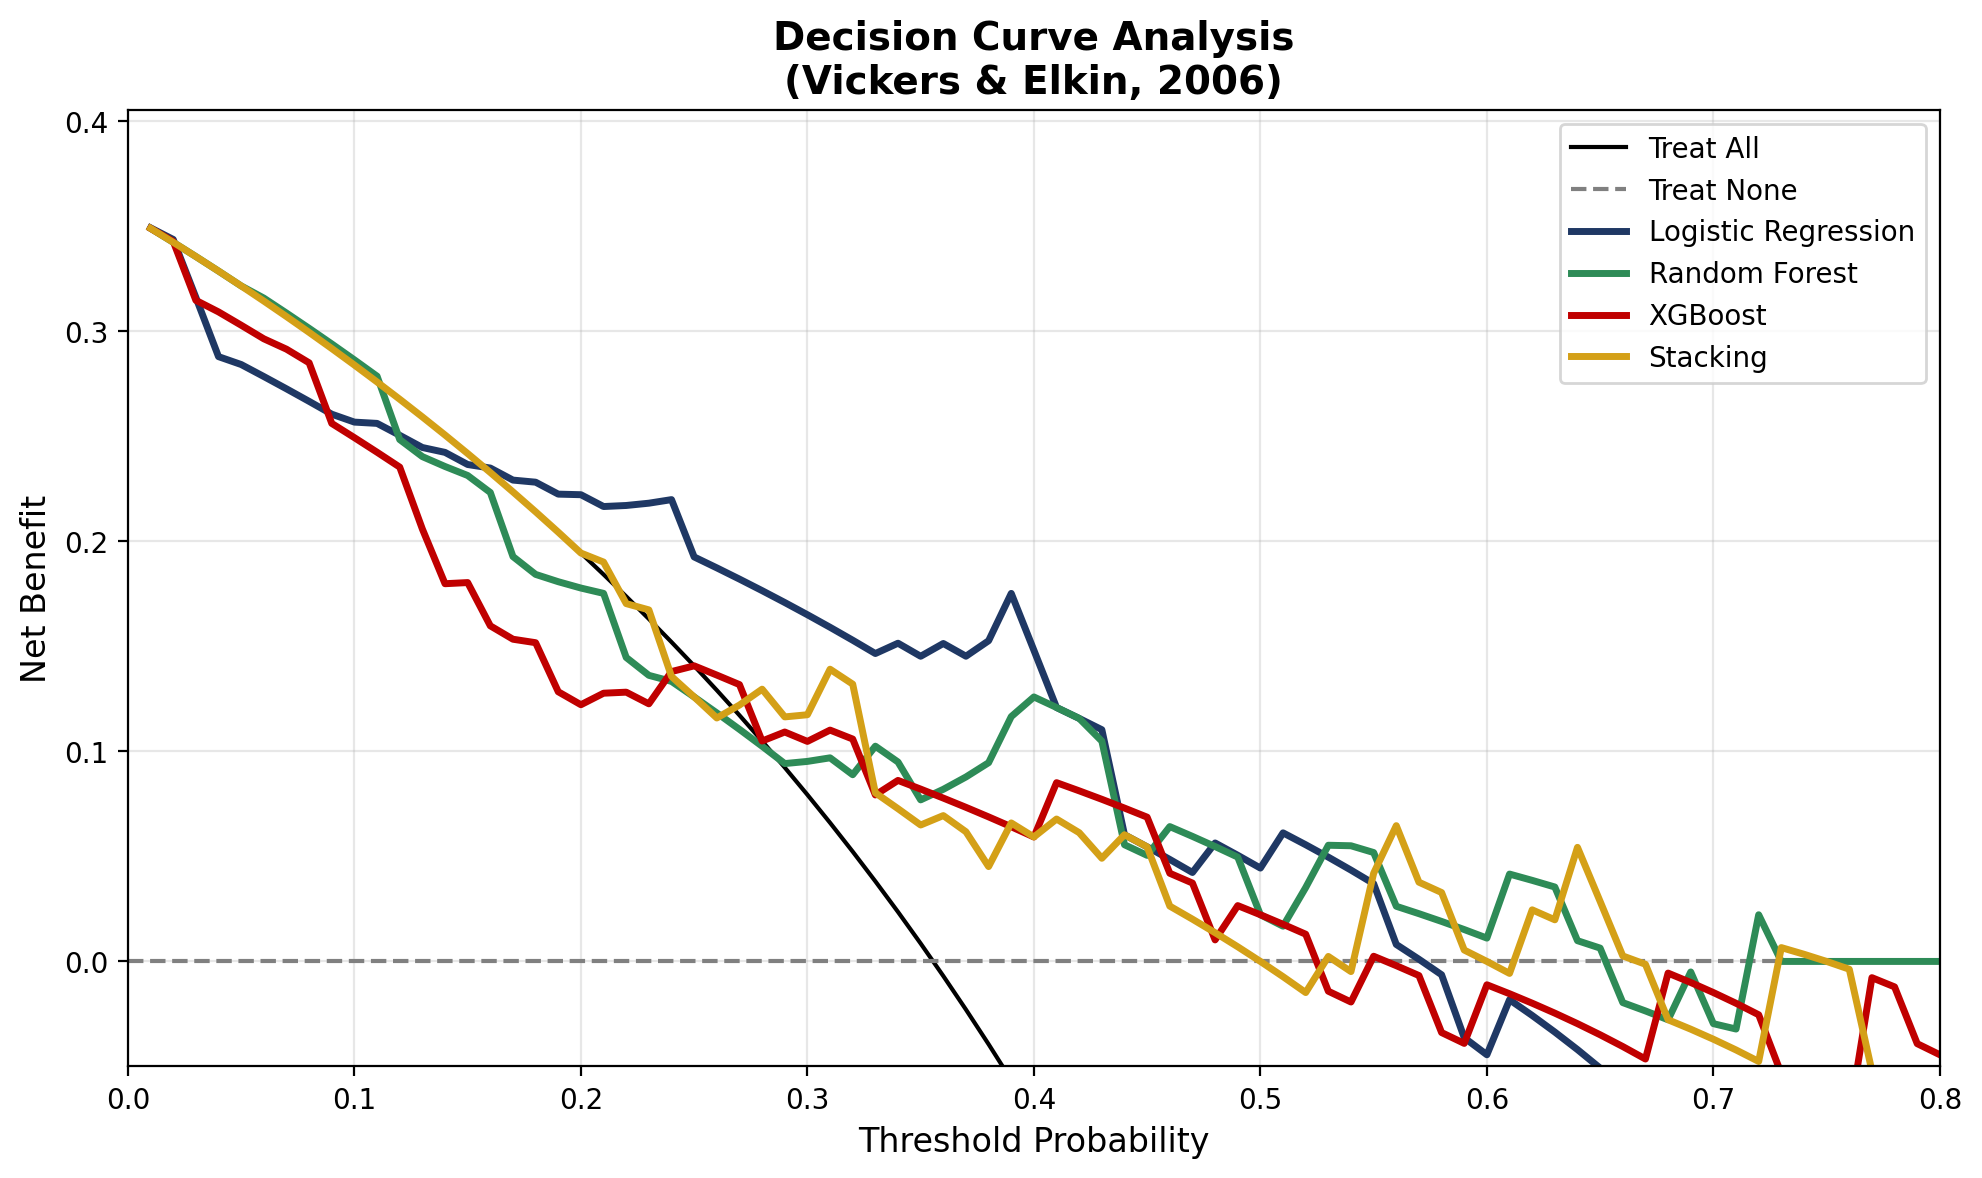 Decision Curve Analysis
(Vickers & Elkin, 2006)
Treat All
Treat None
Logistic Regression
Random Forest
XGBoost
Stacking
Net Benefit
0.4
0.3
0.2
0.1
0.0
0.0 0.1 0.2 0.3 0.4 0.5 0.6 0.7 0.8
Threshold Probability